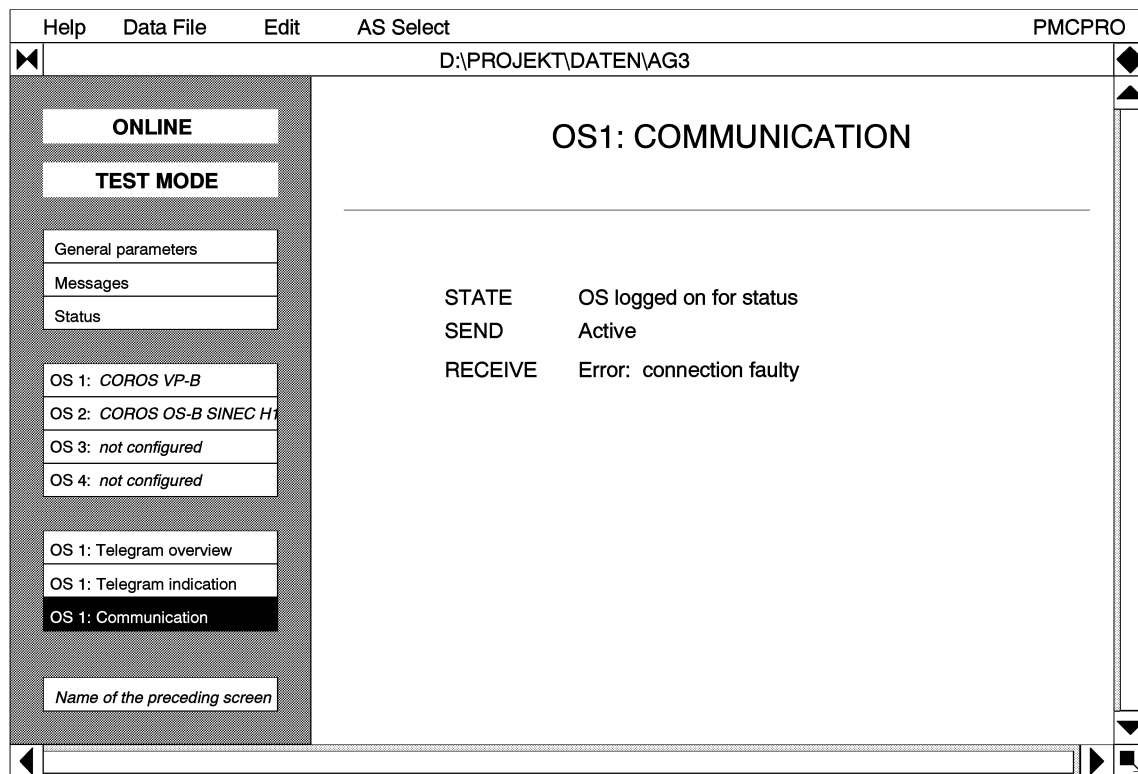 Help Data File Edit AS Select PMCPRO
D:\PROJEKT\DATEN\AG3
ONLINE
TEST MODE
General parameters
Messages
Status
OS 1: COROS VP-B
OS 2: COROS OS-B SINEC H1
OS 3: not configured
OS 4: not configured
OS 1: Telegram overview
OS 1: Telegram indication
OS 1: Communication
Name of the preceding screen
OS1: COMMUNICATION
STATE OS logged on for status
SEND Active
RECEIVE Error: connection faulty